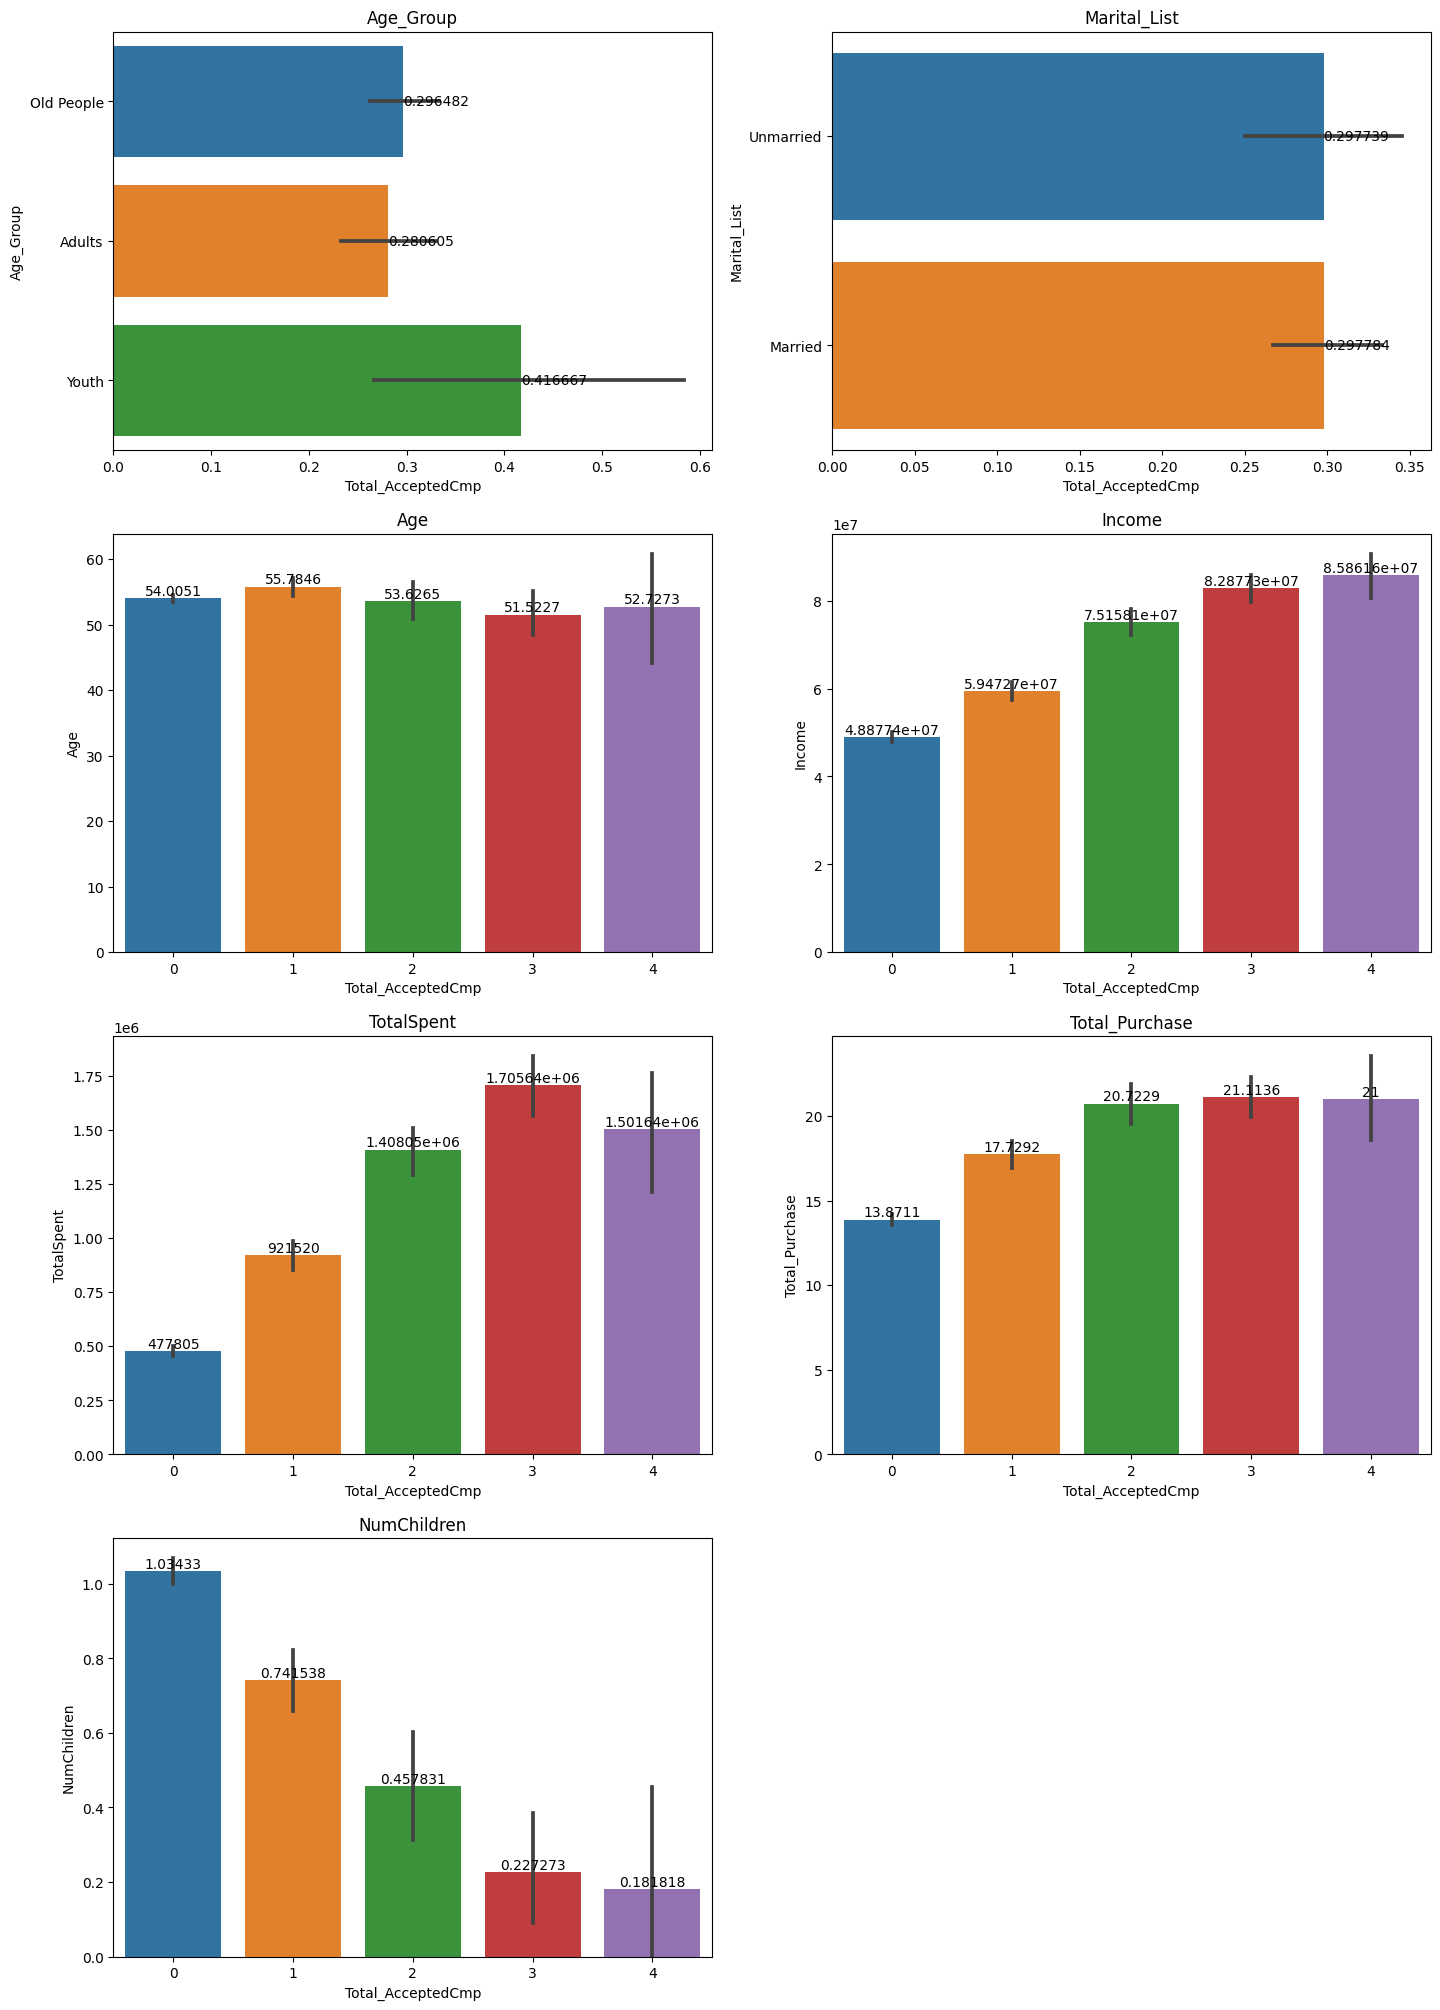 Age_Group
Old People
Adults
Youth
0.296482
0.280605
0.416667
Age_Group
0.0 0.1 0.2 0.3 0.4 0.5 0.6
Total_AcceptedCmp
Marital_List
Unmarried
Married
0.297739
0.297784
Marital_List
0.00 0.05 0.10 0.15 0.20 0.25 0.30 0.35
Total_AcceptedCmp
Age
60
50
40
30
20
10
0
Age
54.0051 55.7846 53.6265 51.5227 52.7273
0 1 2 3 4
Total_AcceptedCmp
Income
1e7
8
6
4
2
0
Income
4.88774e+07 5.94727e+07 7.51581e+07 8.28773e+07 8.58616e+07
0 1 2 3 4
Total_AcceptedCmp
TotalSpent
1e6
1.75
1.50
1.25
1.00
0.75
0.50
0.25
0.00
TotalSpent
477805 921520 1.40805e+06 1.70564e+06 1.50164e+06
0 1 2 3 4
Total_AcceptedCmp
Total_Purchase
20
15
10
5
0
Total_Purchase
13.8711 17.7292 20.7229 21.1136 21
0 1 2 3 4
Total_AcceptedCmp
NumChildren
1.0
0.8
0.6
0.4
0.2
0.0
NumChildren
1.03433 0.741538 0.457831 0.227273 0.181818
0 1 2 3 4
Total_AcceptedCmp